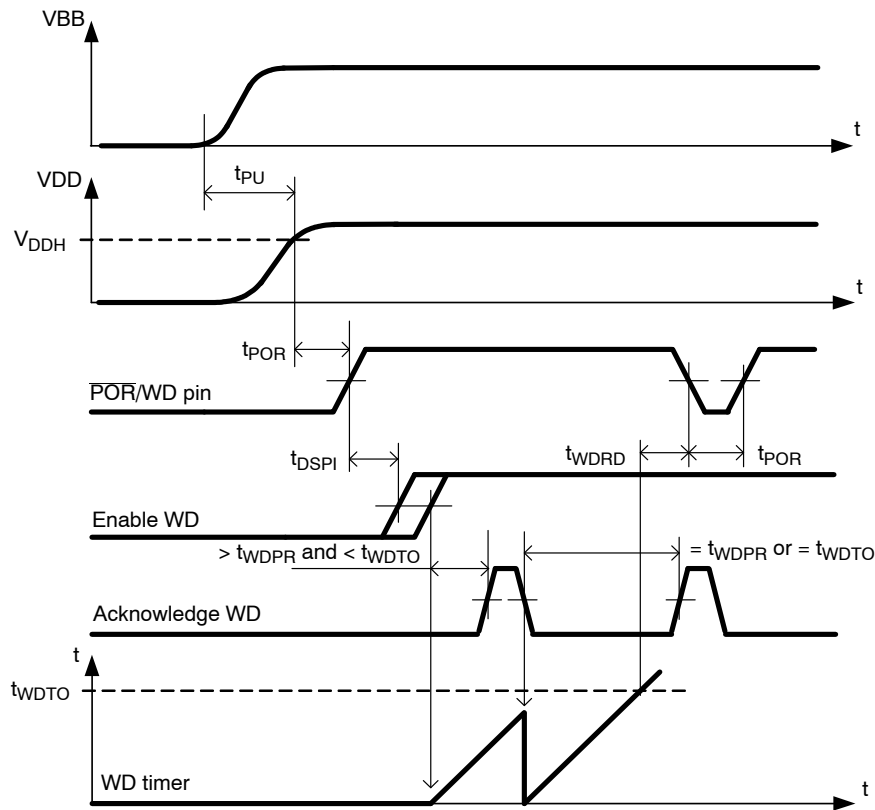 VBB
t
VDD
tPU
VDDH
t
tPOR
POR/WD pin
tDSPI
tWDRD
tPOR
Enable WD
> tWDPR and < tWDTO
= tWDPR or = tWDTO
Acknowledge WD
t
tWDTO
WD timer
t